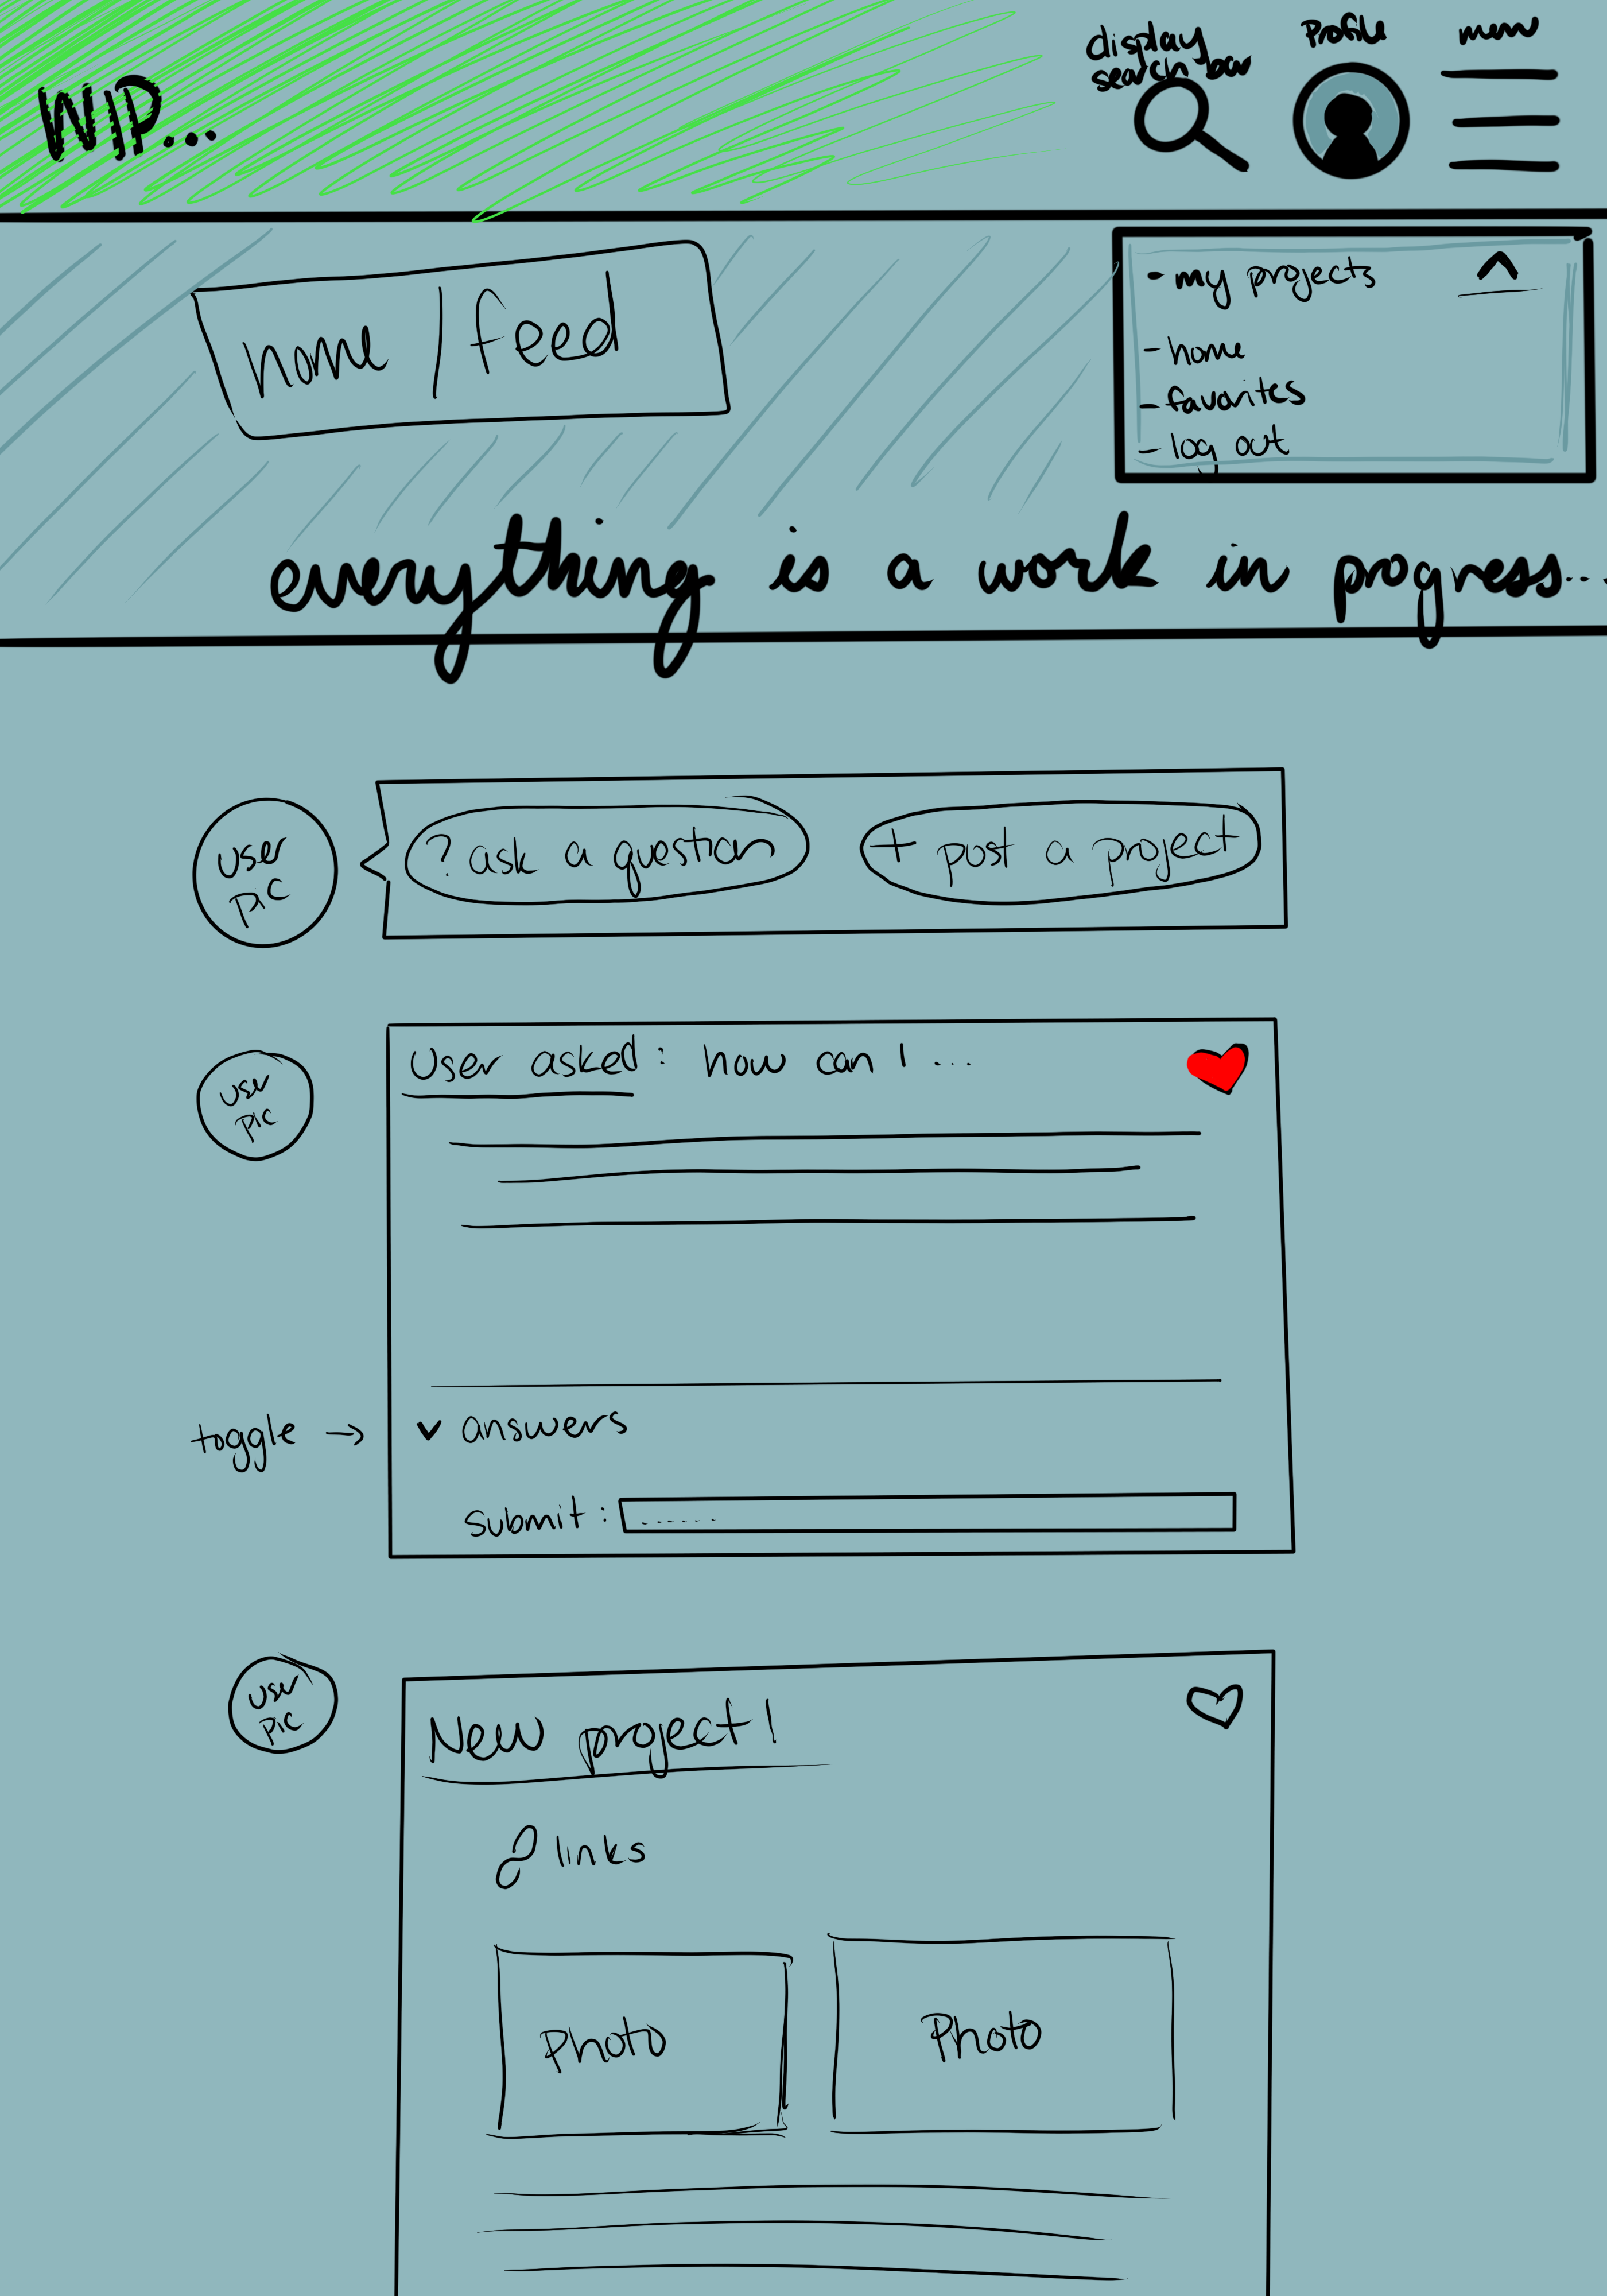 WIP...
display
search bar
Profile
menu
home / feed
- my projects
- home
- favorites
- log out
everything is a work in progress...
user
pic
? ask a question
+ post a project
user
pic
User asked: how can I ...
toggle →
answers
submit: ......
user
pic
New project!
links
Photo
Photo